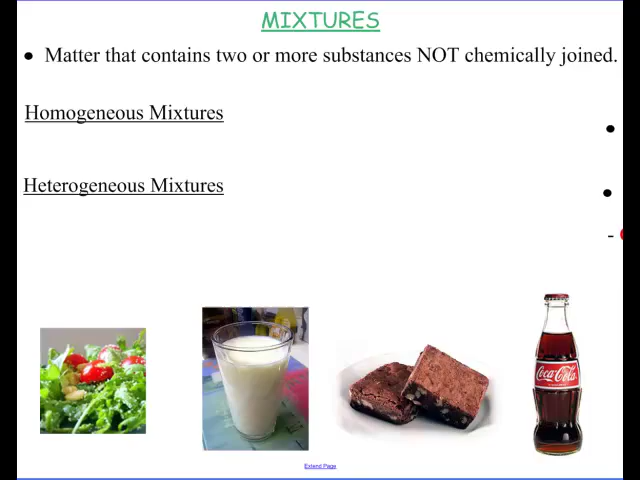 MIXTURES
• Matter that contains two or more substances NOT chemically joined.
Homogeneous Mixtures
•
Heterogeneous Mixtures
•
-
Coca-Cola
Extend Page